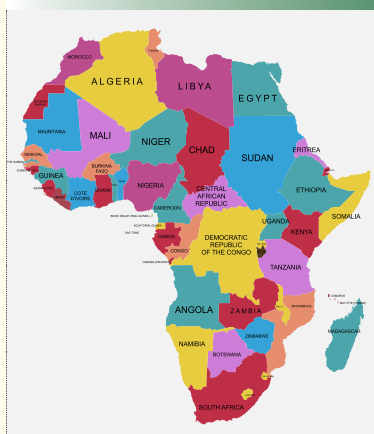 MOROCCO
ALGERIA
LIBYA
EGYPT
MAURITANIA
MALI
NIGER
CHAD
SUDAN
ERITREA
SENEGAL
GUINEA
BURKINA
FASO
COTE
D'IVOIRE
GHANA
NIGERIA
CENTRAL
AFRICAN
REPUBLIC
ETHIOPIA
SOMALIA
CAMEROON
UGANDA
KENYA
GABON
CONGO
DEMOCRATIC
REPUBLIC
OF THE CONGO
TANZANIA
ANGOLA
ZAMBIA
ZIMBABWE
NAMIBIA
BOTSWANA
MADAGASCAR
SOUTH AFRICA